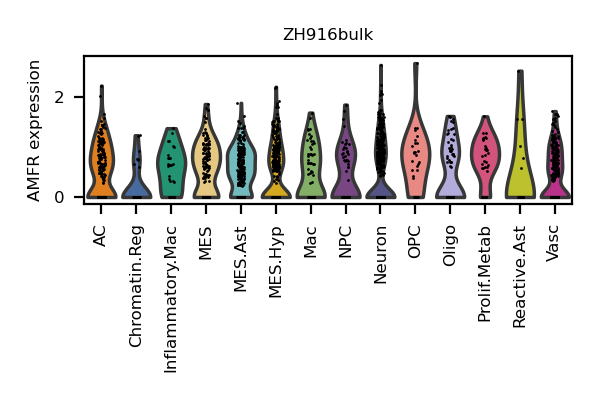 ZH916bulk
AMFR expression
2
0
AC
Chromatin.Reg
Inflammatory.Mac
MES
MES.Ast
MES.Hyp
Mac
NPC
Neuron
OPC
Oligo
Prolif.Metab
Reactive.Ast
Vasc